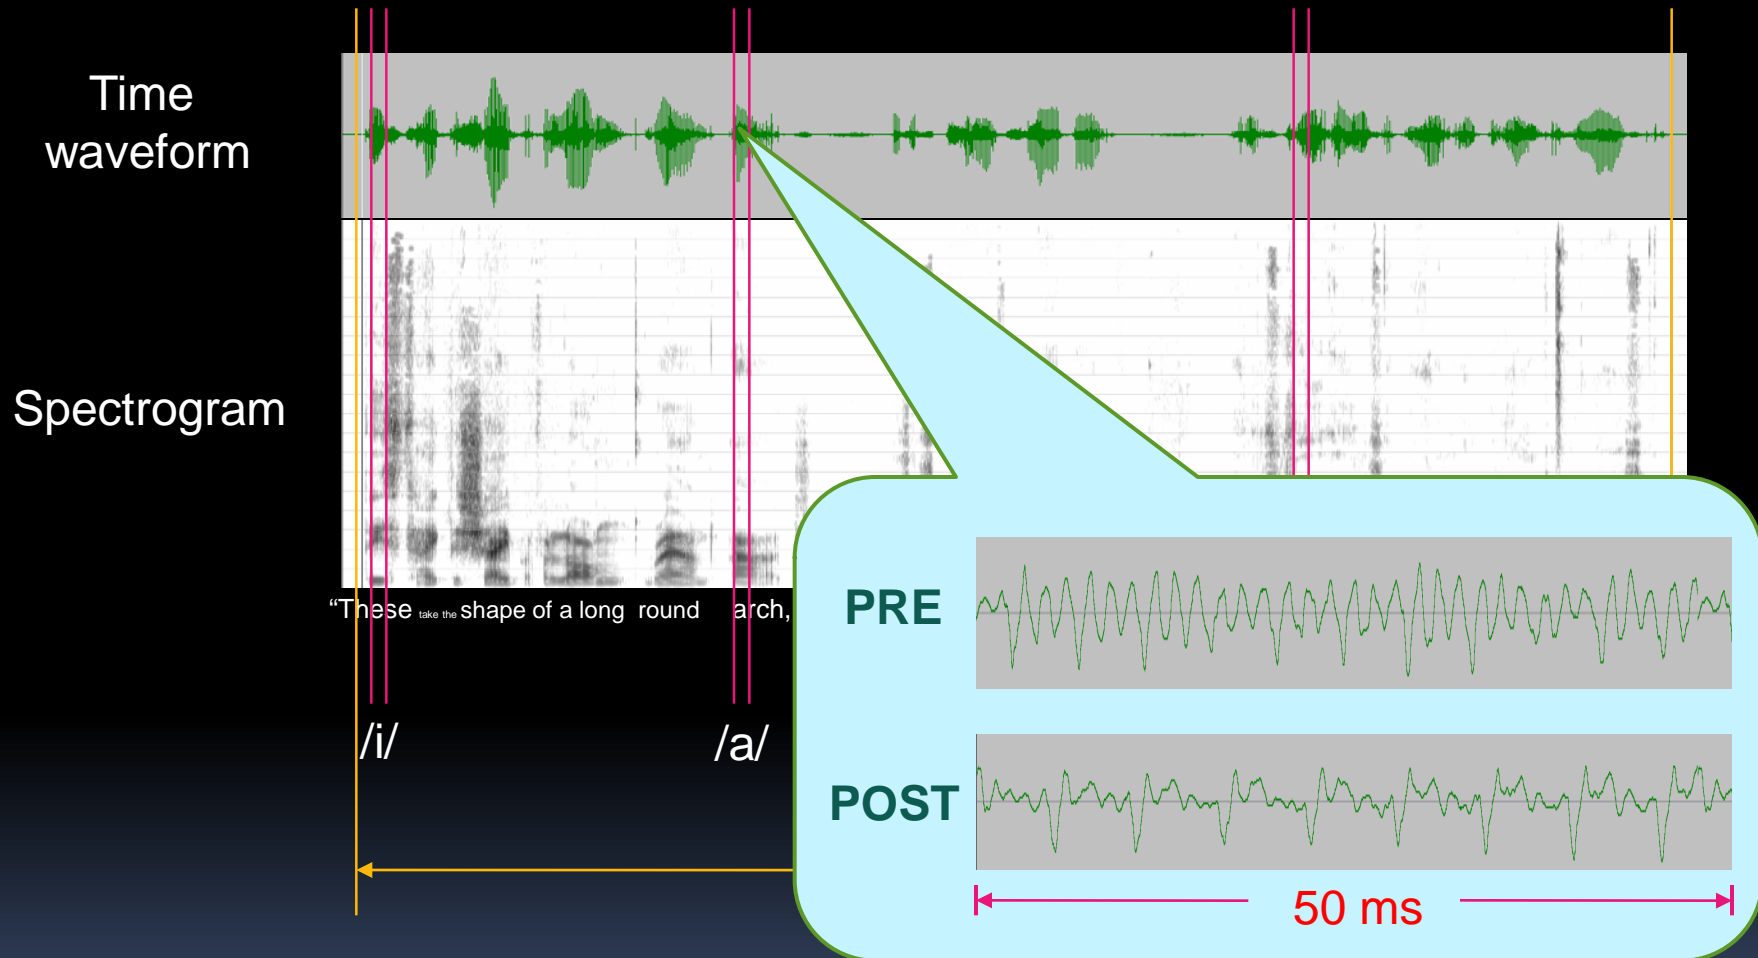 Time
waveform
Spectrogram
“These take the shape of a long round arch,
/i/
/a/
PRE
POST
50 ms